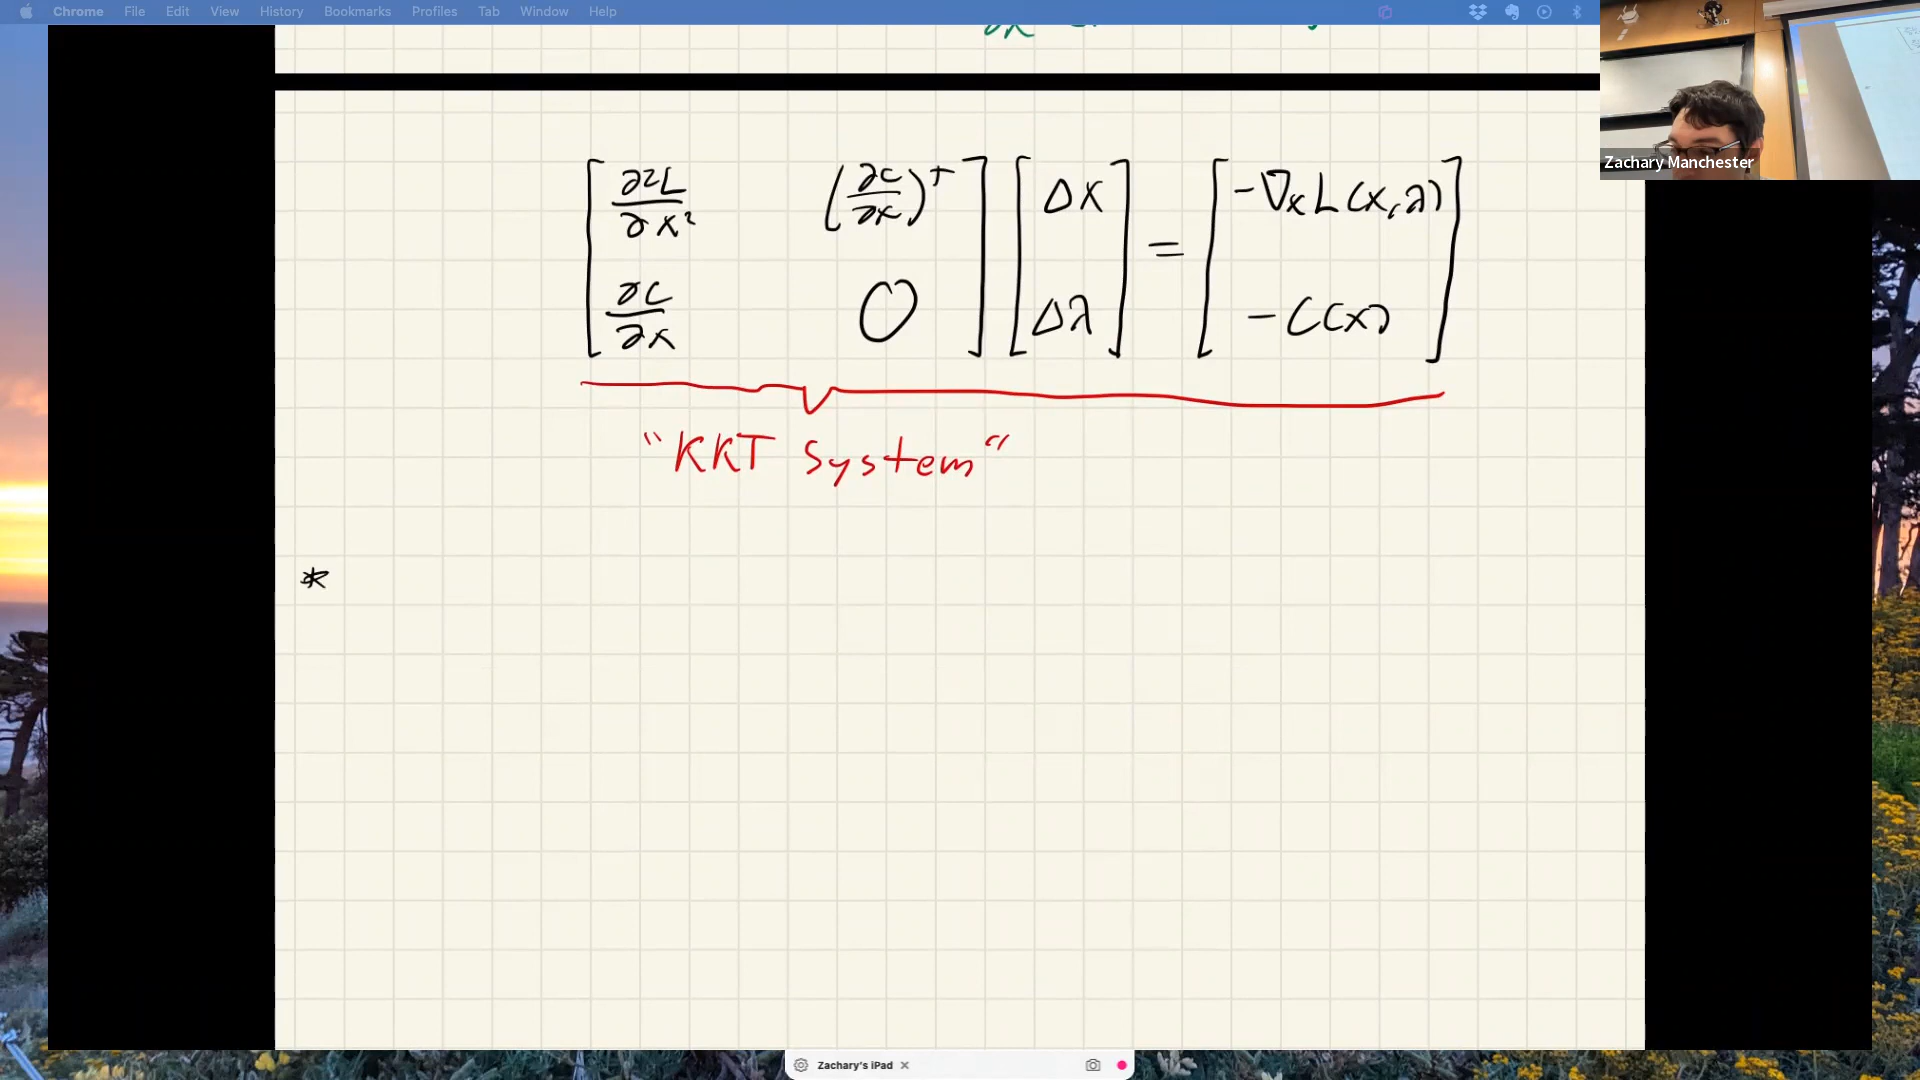 Chrome File Edit View History Bookmarks Profiles Tab Window Help
Zachary Manchester
[ ∂²L/∂x² (∂c/∂x)ᵀ ] [ Δx ] = [ -∇ₓL(x,λ) ]
[ ∂c/∂x 0 ] [ Δλ ] [ -C(x) ]
"KKT System"
*
Zachary's iPad